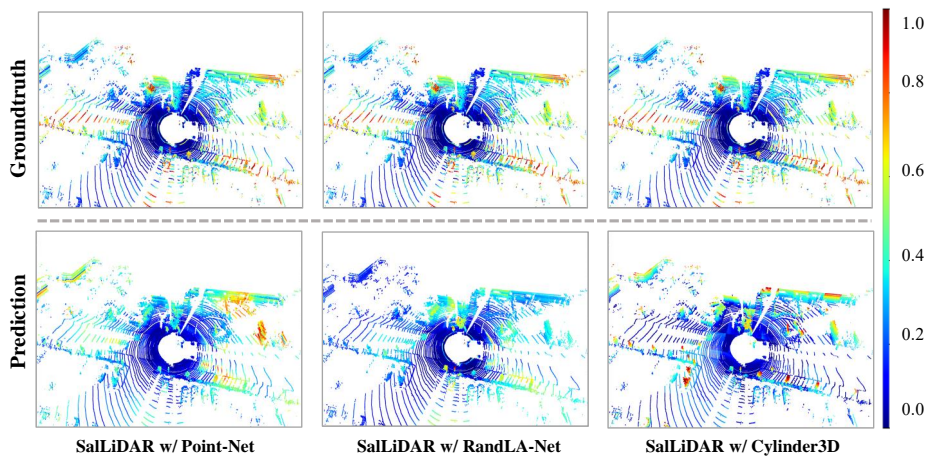 Groundtruth
Prediction
1.0
0.8
0.6
0.4
0.2
0.0
SalLiDAR w/ Point-Net
SalLiDAR w/ RandLA-Net
SalLiDAR w/ Cylinder3D